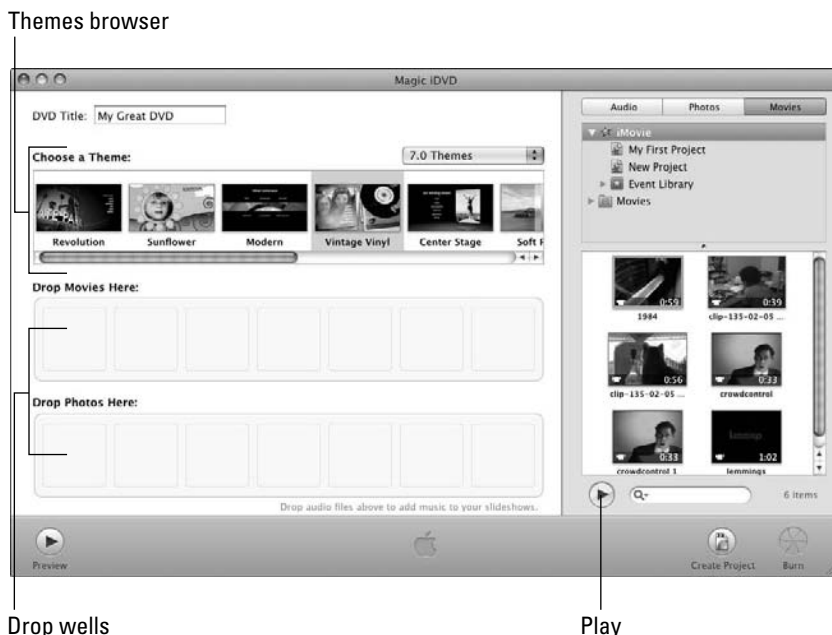 Themes browser
Magic iDVD
DVD Title: My Great DVD
Choose a Theme:
7.0 Themes
Revolution
Sunflower
Modern
Vintage Vinyl
Center Stage
Soft
Drop Movies Here:
Drop Photos Here:
Drop audio files above to add music to your slideshows.
Preview
Audio
Photos
Movies
iMovie
My First Project
New Project
Event Library
Movies
0:59
1984
0:39
clip-135-02-05 ...
0:56
clip-135-02-05 ...
0:33
crowdcontrol
0:33
crowdcontrol 1
lemmings
1:02
lemmings
6 items
Create Project
Burn
Drop wells
Play